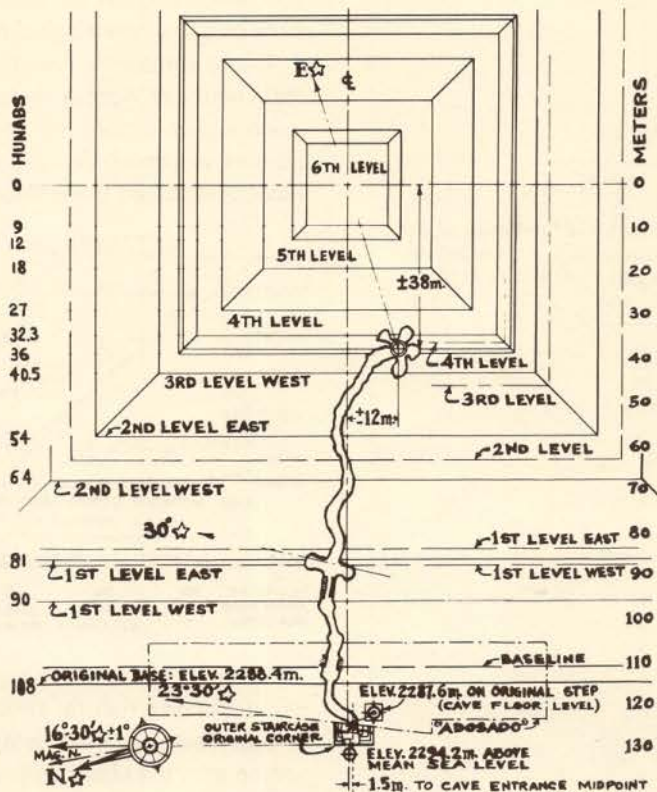 HUNABS
METERS
E
℄
6TH LEVEL
0
0
9
10
12
5TH LEVEL
18
20
±38m.
27
30
4TH LEVEL
32.3
36
4TH LEVEL
40
40.5
3RD LEVEL WEST
3RD LEVEL
50
±12m
2ND LEVEL EAST
54
60
2ND LEVEL
64
2ND LEVEL WEST
70
30°
80
1ST LEVEL EAST
81
1ST LEVEL EAST
1ST LEVEL WEST
90
90
1ST LEVEL WEST
100
BASELINE
110
ORIGINAL BASE: ELEV. 2288.4m.
108
23°30'
ELEV. 2287.6m. ON ORIGINAL STEP
(CAVE FLOOR LEVEL)
120
"ADOSADO"
16°-30'±1°
OUTER STAIRCASE
ORIGINAL CORNER
MAG. N.
130
N
ELEV. 2294.2m. ABOVE
MEAN SEA LEVEL
1.5m. TO CAVE ENTRANCE MIDPOINT